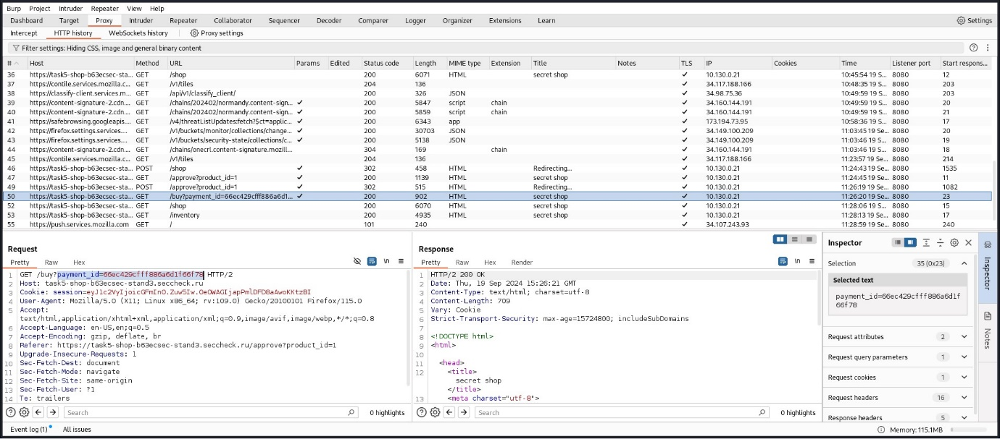 Burp Project Intruder Repeater View Help
Dashboard Target Proxy Intruder Repeater Collaborator Sequencer Decoder Comparer Logger Organizer Extensions Learn Settings
Intercept HTTP history WebSockets history Proxy settings
Filter settings: Hiding CSS, image and general binary content
# Host Method URL Params Edited Status code Length MIME type Extension Title Notes TLS IP Cookies Time Listener port Start respons...
36 https://task5-shop-b63ecsec-stand... GET /shop 200 6071 HTML secret shop ✓ 10.130.0.21 10:45:54 19 S... 8080 12
37 https://contile.services.mozilla.c... GET /v1/tiles 204 136 ✓ 34.117.188.166 10:48:35 19 S... 8080 203
38 https://classify-client.services.m... GET /api/v1/classify_client/ 200 326 JSON ✓ 34.98.75.36 10:49:59 19 S... 8080 203
39 https://content-signature-2.cdn.... GET /chains/202402/normandy.content-sign... ✓ 200 5847 script chain ✓ 34.160.144.191 10:49:59 19 S... 8080 20
40 https://content-signature-2.cdn.... GET /chains/202402/normandy.content-sign... ✓ 200 5859 script chain ✓ 34.160.144.191 10:49:59 19 S... 8080 21
41 https://safebrowsing.googleapis.... GET /v4/threatListUpdates:fetch?$ct=applic... ✓ 200 6343 app ✓ 173.194.73.95 10:58:36 19 S... 8080 17
42 https://firefox.settings.services.... GET /v1/buckets/monitor/collections/change... ✓ 200 30703 JSON ✓ 34.149.100.209 11:03:45 19 Se... 8080 20
43 https://firefox.settings.services.... GET /v1/buckets/security-state/collections/c... ✓ 200 5138 JSON ✓ 34.149.100.209 11:03:46 19 Se... 8080 19
44 https://content-signature-2.cdn.... GET /chains/onecrl.content-signature.mozill... 304 169 chain ✓ 34.160.144.191 11:03:46 19 Se... 8080 18
45 https://contile.services.mozilla.c... GET /v1/tiles 204 136 ✓ 34.117.188.166 11:23:57 19 Se... 8080 214
46 https://task5-shop-b63ecsec-sta... POST /shop ✓ 302 458 HTML Redirecting... ✓ 10.130.0.21 11:24:43 19 Se... 8080 1535
47 https://task5-shop-b63ecsec-sta... GET /approve?product_id=1 ✓ 200 1139 HTML secret shop ✓ 10.130.0.21 11:24:45 19 Se... 8080 11
49 https://task5-shop-b63ecsec-sta... POST /approve?product_id=1 ✓ 302 515 HTML Redirecting... ✓ 10.130.0.21 11:26:19 19 Se... 8080 1082
50 https://task5-shop-b63ecsec-sta... GET /buy?payment_id=66ec429cfff886a6d1... ✓ 200 902 HTML secret shop ✓ 10.130.0.21 11:26:20 19 Se... 8080 23
52 https://task5-shop-b63ecsec-sta... GET /shop 200 6070 HTML secret shop ✓ 10.130.0.21 11:28:06 19 Se... 8080 15
53 https://task5-shop-b63ecsec-sta... GET /inventory 200 4935 HTML secret shop ✓ 10.130.0.21 11:28:13 19 Se... 8080 17
55 https://push.services.mozilla.com GET / 101 240 ✓ 34.107.243.93 11:28:59 19 Se... 8080 240
Request
Pretty Raw Hex \n
1 GET /buy?payment_id=66ec429cfff886a6d1f66f78 HTTP/2
2 Host: task5-shop-b63ecsec-stand3.seccheck.ru
3 Cookie: session=eyJ1c2VyIjoicGFmIn0.Zuw5Iw.OeOWAGIjapPmlDFD8aAwoKKtzBI
4 User-Agent: Mozilla/5.0 (X11; Linux x86_64; rv:109.0) Gecko/20100101 Firefox/115.0
5 Accept:
text/html,application/xhtml+xml,application/xml;q=0.9,image/avif,image/webp,*/*;q=0.8
6 Accept-Language: en-US,en;q=0.5
7 Accept-Encoding: gzip, deflate, br
8 Referer: https://task5-shop-b63ecsec-stand3.seccheck.ru/approve?product_id=1
9 Upgrade-Insecure-Requests: 1
10 Sec-Fetch-Dest: document
11 Sec-Fetch-Mode: navigate
12 Sec-Fetch-Site: same-origin
13 Sec-Fetch-User: ?1
14 Te: trailers
Search 0 highlights
Response
Pretty Raw Hex Render \n
1 HTTP/2 200 OK
2 Date: Thu, 19 Sep 2024 15:26:21 GMT
3 Content-Type: text/html; charset=utf-8
4 Content-Length: 709
5 Vary: Cookie
6 Strict-Transport-Security: max-age=15724800; includeSubDomains
7
8 <!DOCTYPE html>
9 <html>
10
11 <head>
12 <title>
secret shop
</title>
13 <meta charset="utf-8">
Search 0 highlights
Inspector
Selection 35 (0x23)
Selected text
payment_id=66ec429cfff886a6d1f
66f78
Request attributes 2
Request query parameters 1
Request cookies 1
Request headers 16
Response headers 5
Inspector
Notes
Event log (1) All issues Memory: 115.1MB